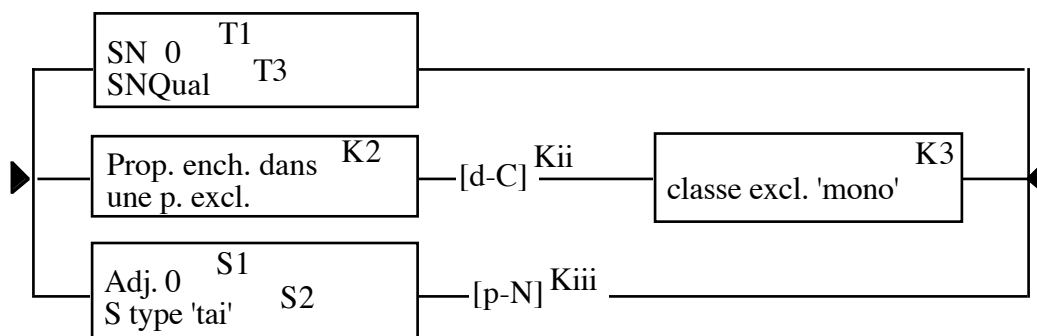 SN 0 T1
SNQual T3
Prop. ench. dans K2
une p. excl.
[d-C] Kii
K3
classe excl. 'mono'
Adj. 0 S1
S type 'tai' S2
[p-N] Kiii